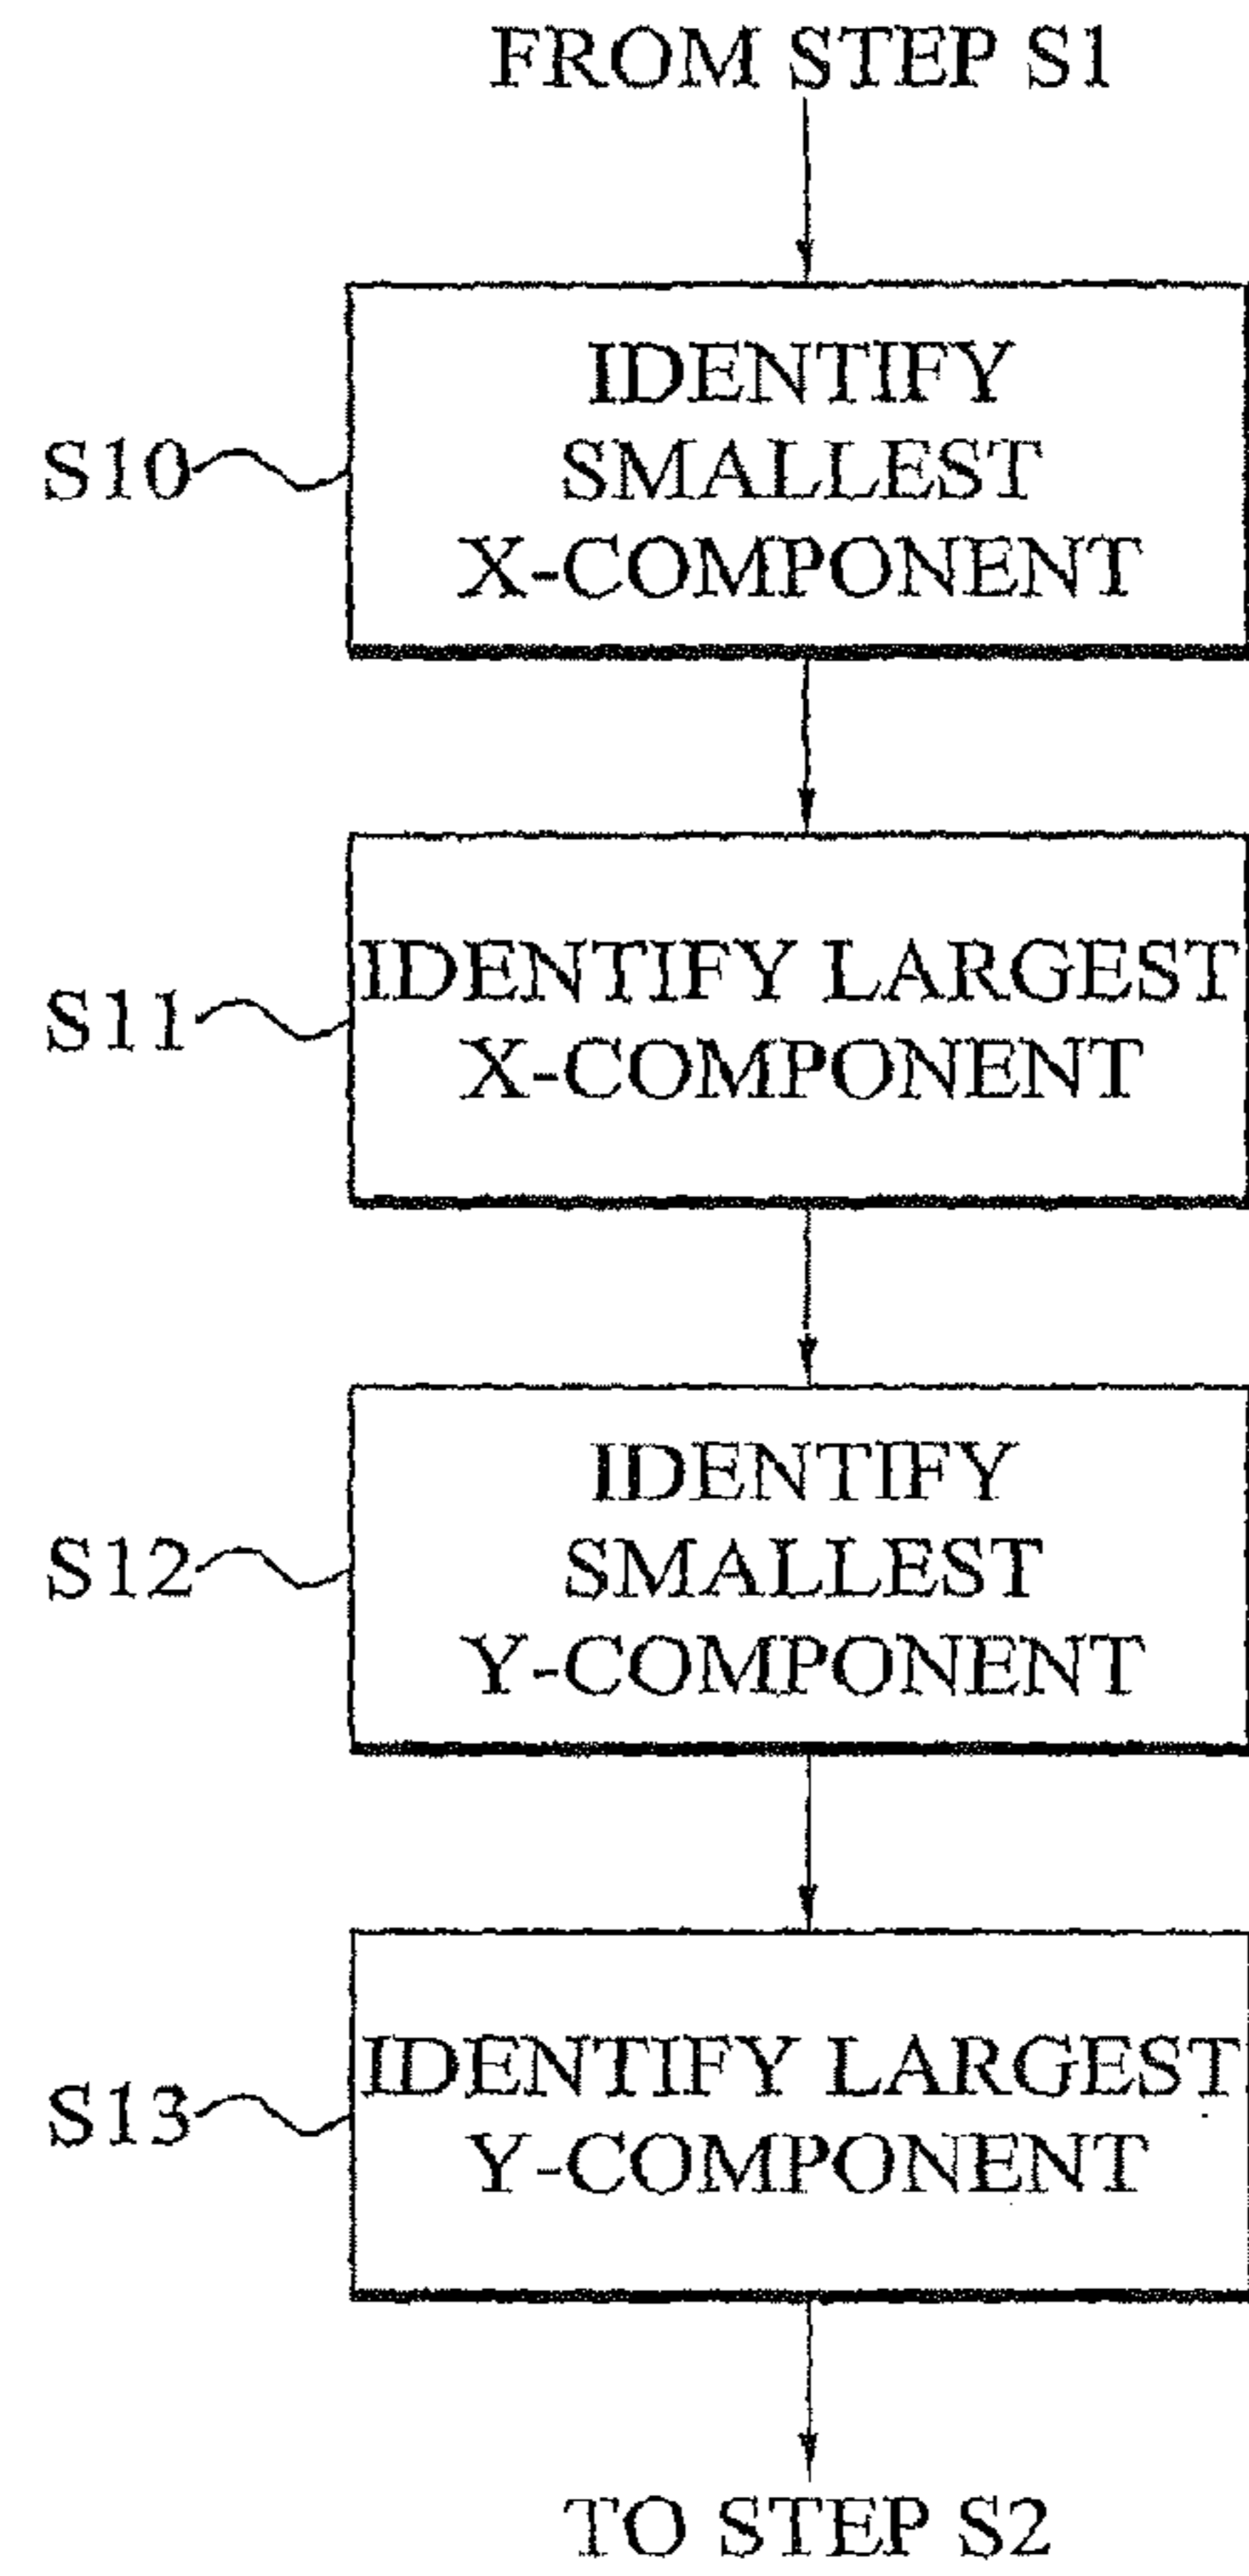 FROM STEP S1
IDENTIFY
SMALLEST
X-COMPONENT
S10
IDENTIFY LARGEST
X-COMPONENT
S11
IDENTIFY
SMALLEST
Y-COMPONENT
S12
IDENTIFY LARGEST
Y-COMPONENT
S13
TO STEP S2